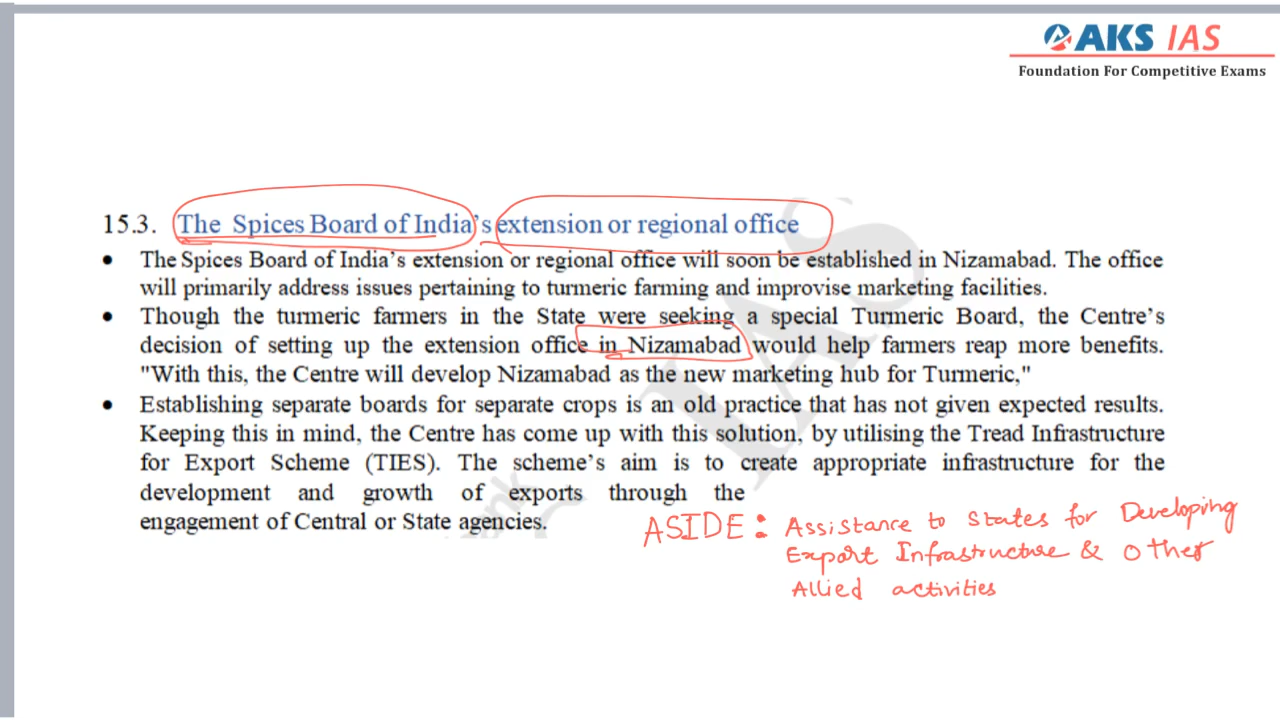 AKS IAS
Foundation For Competitive Exams
15.3. The Spices Board of India's extension or regional office
• The Spices Board of India's extension or regional office will soon be established in Nizamabad. The office
will primarily address issues pertaining to turmeric farming and improvise marketing facilities.
• Though the turmeric farmers in the State were seeking a special Turmeric Board, the Centre's
decision of setting up the extension office in Nizamabad would help farmers reap more benefits.
"With this, the Centre will develop Nizamabad as the new marketing hub for Turmeric,"
• Establishing separate boards for separate crops is an old practice that has not given expected results.
Keeping this in mind, the Centre has come up with this solution, by utilising the Tread Infrastructure
for Export Scheme (TIES). The scheme's aim is to create appropriate infrastructure for the
development and growth of exports through the
engagement of Central or State agencies.
ASIDE: Assistance to States for Developing
Export Infrastructure & Other
Allied activities
IAS